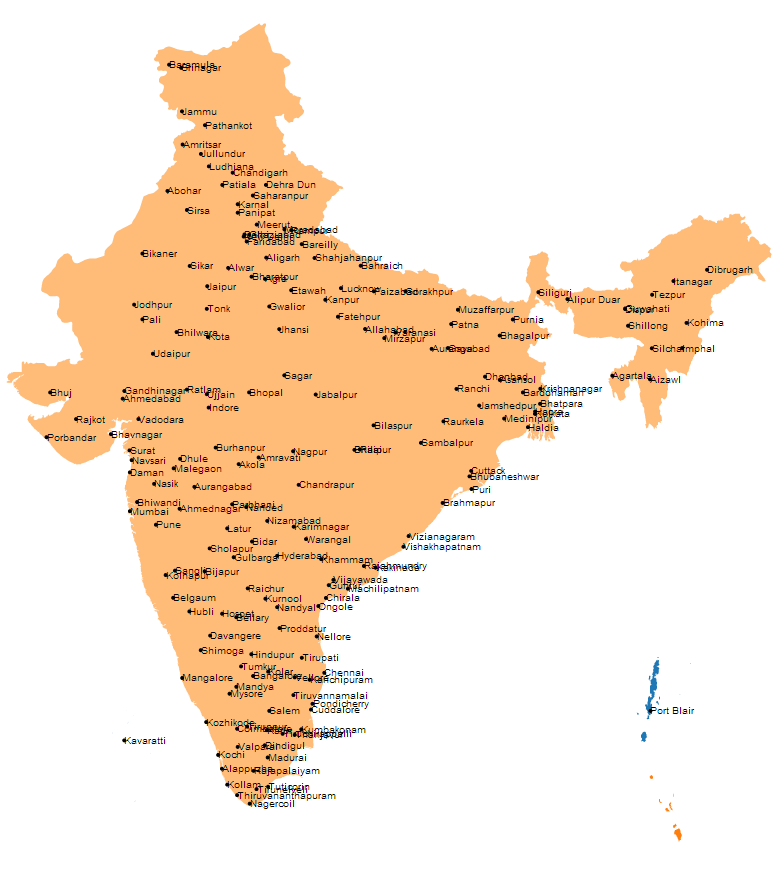 Baramula
Srinagar
Jammu
Pathankot
Amritsar
Jullundur
Ludhiana
Chandigarh
Patiala
Dehra Dun
Abohar
Saharanpur
Karnal
Sirsa
Panipat
Meerut
Moradabad
Rampur
Ghaziabad
Faridabad
Bareilly
Bikaner
Aligarh
Shahjahanpur
Sikar
Alwar
Bahraich
Dibrugarh
Bharatpur
Agra
Itanagar
Jaipur
Etawah
Lucknow
Faizabad
Gorakhpur
Siliguri
Tezpur
Kanpur
Alipur Duar
Jodhpur
Tonk
Gwalior
Muzaffarpur
Guwahati
Dispur
Pali
Fatehpur
Purnia
Patna
Shillong
Kohima
Bhilwara
Kota
Jhansi
Allahabad
Varanasi
Mirzapur
Bhagalpur
Udaipur
Aurangabad
Gaya
Silchar
Imphal
Sagar
Dhanbad
Asansol
Agartala
Aizawl
Bhuj
Gandhinagar
Ratlam
Ujjain
Bhopal
Jabalpur
Ranchi
Krishnanagar
Bardhhaman
Ahmedabad
Indore
Jamshedpur
Bhatpara
Haora
Kolkata
Rajkot
Vadodara
Bilaspur
Raurkela
Medinipur
Haldia
Porbandar
Bhavnagar
Sambalpur
Surat
Burhanpur
Nagpur
Bhilai
Raipur
Navsari
Dhule
Akola
Amravati
Daman
Malegaon
Cuttack
Bhubaneshwar
Nasik
Aurangabad
Chandrapur
Puri
Bhiwandi
Mumbai
Ahmednagar
Parbhani
Nanded
Brahmapur
Pune
Latur
Nizamabad
Karimnagar
Vizianagaram
Bidar
Warangal
Vishakhapatnam
Sholapur
Gulbarga
Hyderabad
Khammam
Rajahmundry
Kakinada
Sangli
Kolhapur
Bijapur
Vijayawada
Guntur
Machilipatnam
Raichur
Belgaum
Kurnool
Chirala
Nandyal
Ongole
Hubli
Hospet
Bellary
Davangere
Proddatur
Nellore
Shimoga
Hindupur
Tirupati
Tumkur
Kolar
Chennai
Mangalore
Bangalore
Vellore
Kanchipuram
Mandya
Mysore
Tiruvannamalai
Pondicherry
Salem
Cuddalore
Port Blair
Kozhikode
Tiruppur
Kumbakonam
Kavaratti
Valparai
Dindigul
Kochi
Madurai
Alappuzha
Rajapalaiyam
Kollam
Tuticorin
Tirunelveli
Thiruvananthapuram
Nagercoil